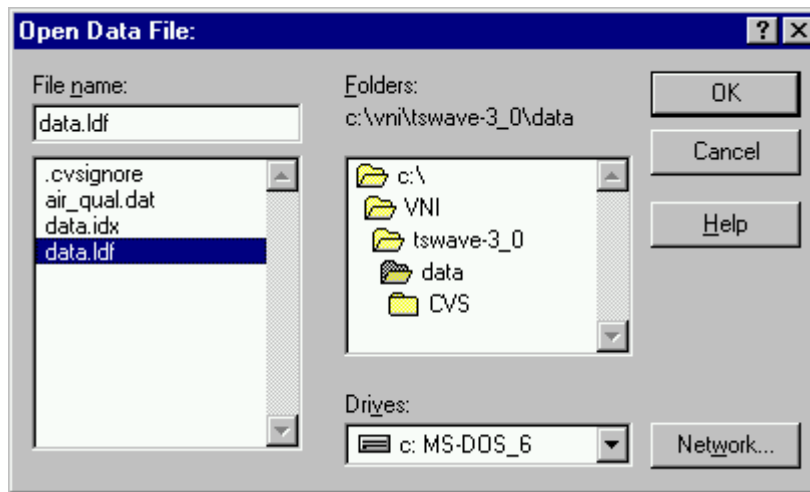 Open Data File:
File name:
data.ldf
.cvsignore
air_qual.dat
data.idx
data.ldf
Folders:
c:\vni\tswave-3_0\data
c:\
VNI
tswave-3_0
data
CVS
Drives:
c: MS-DOS_6
OK
Cancel
Help
Network...